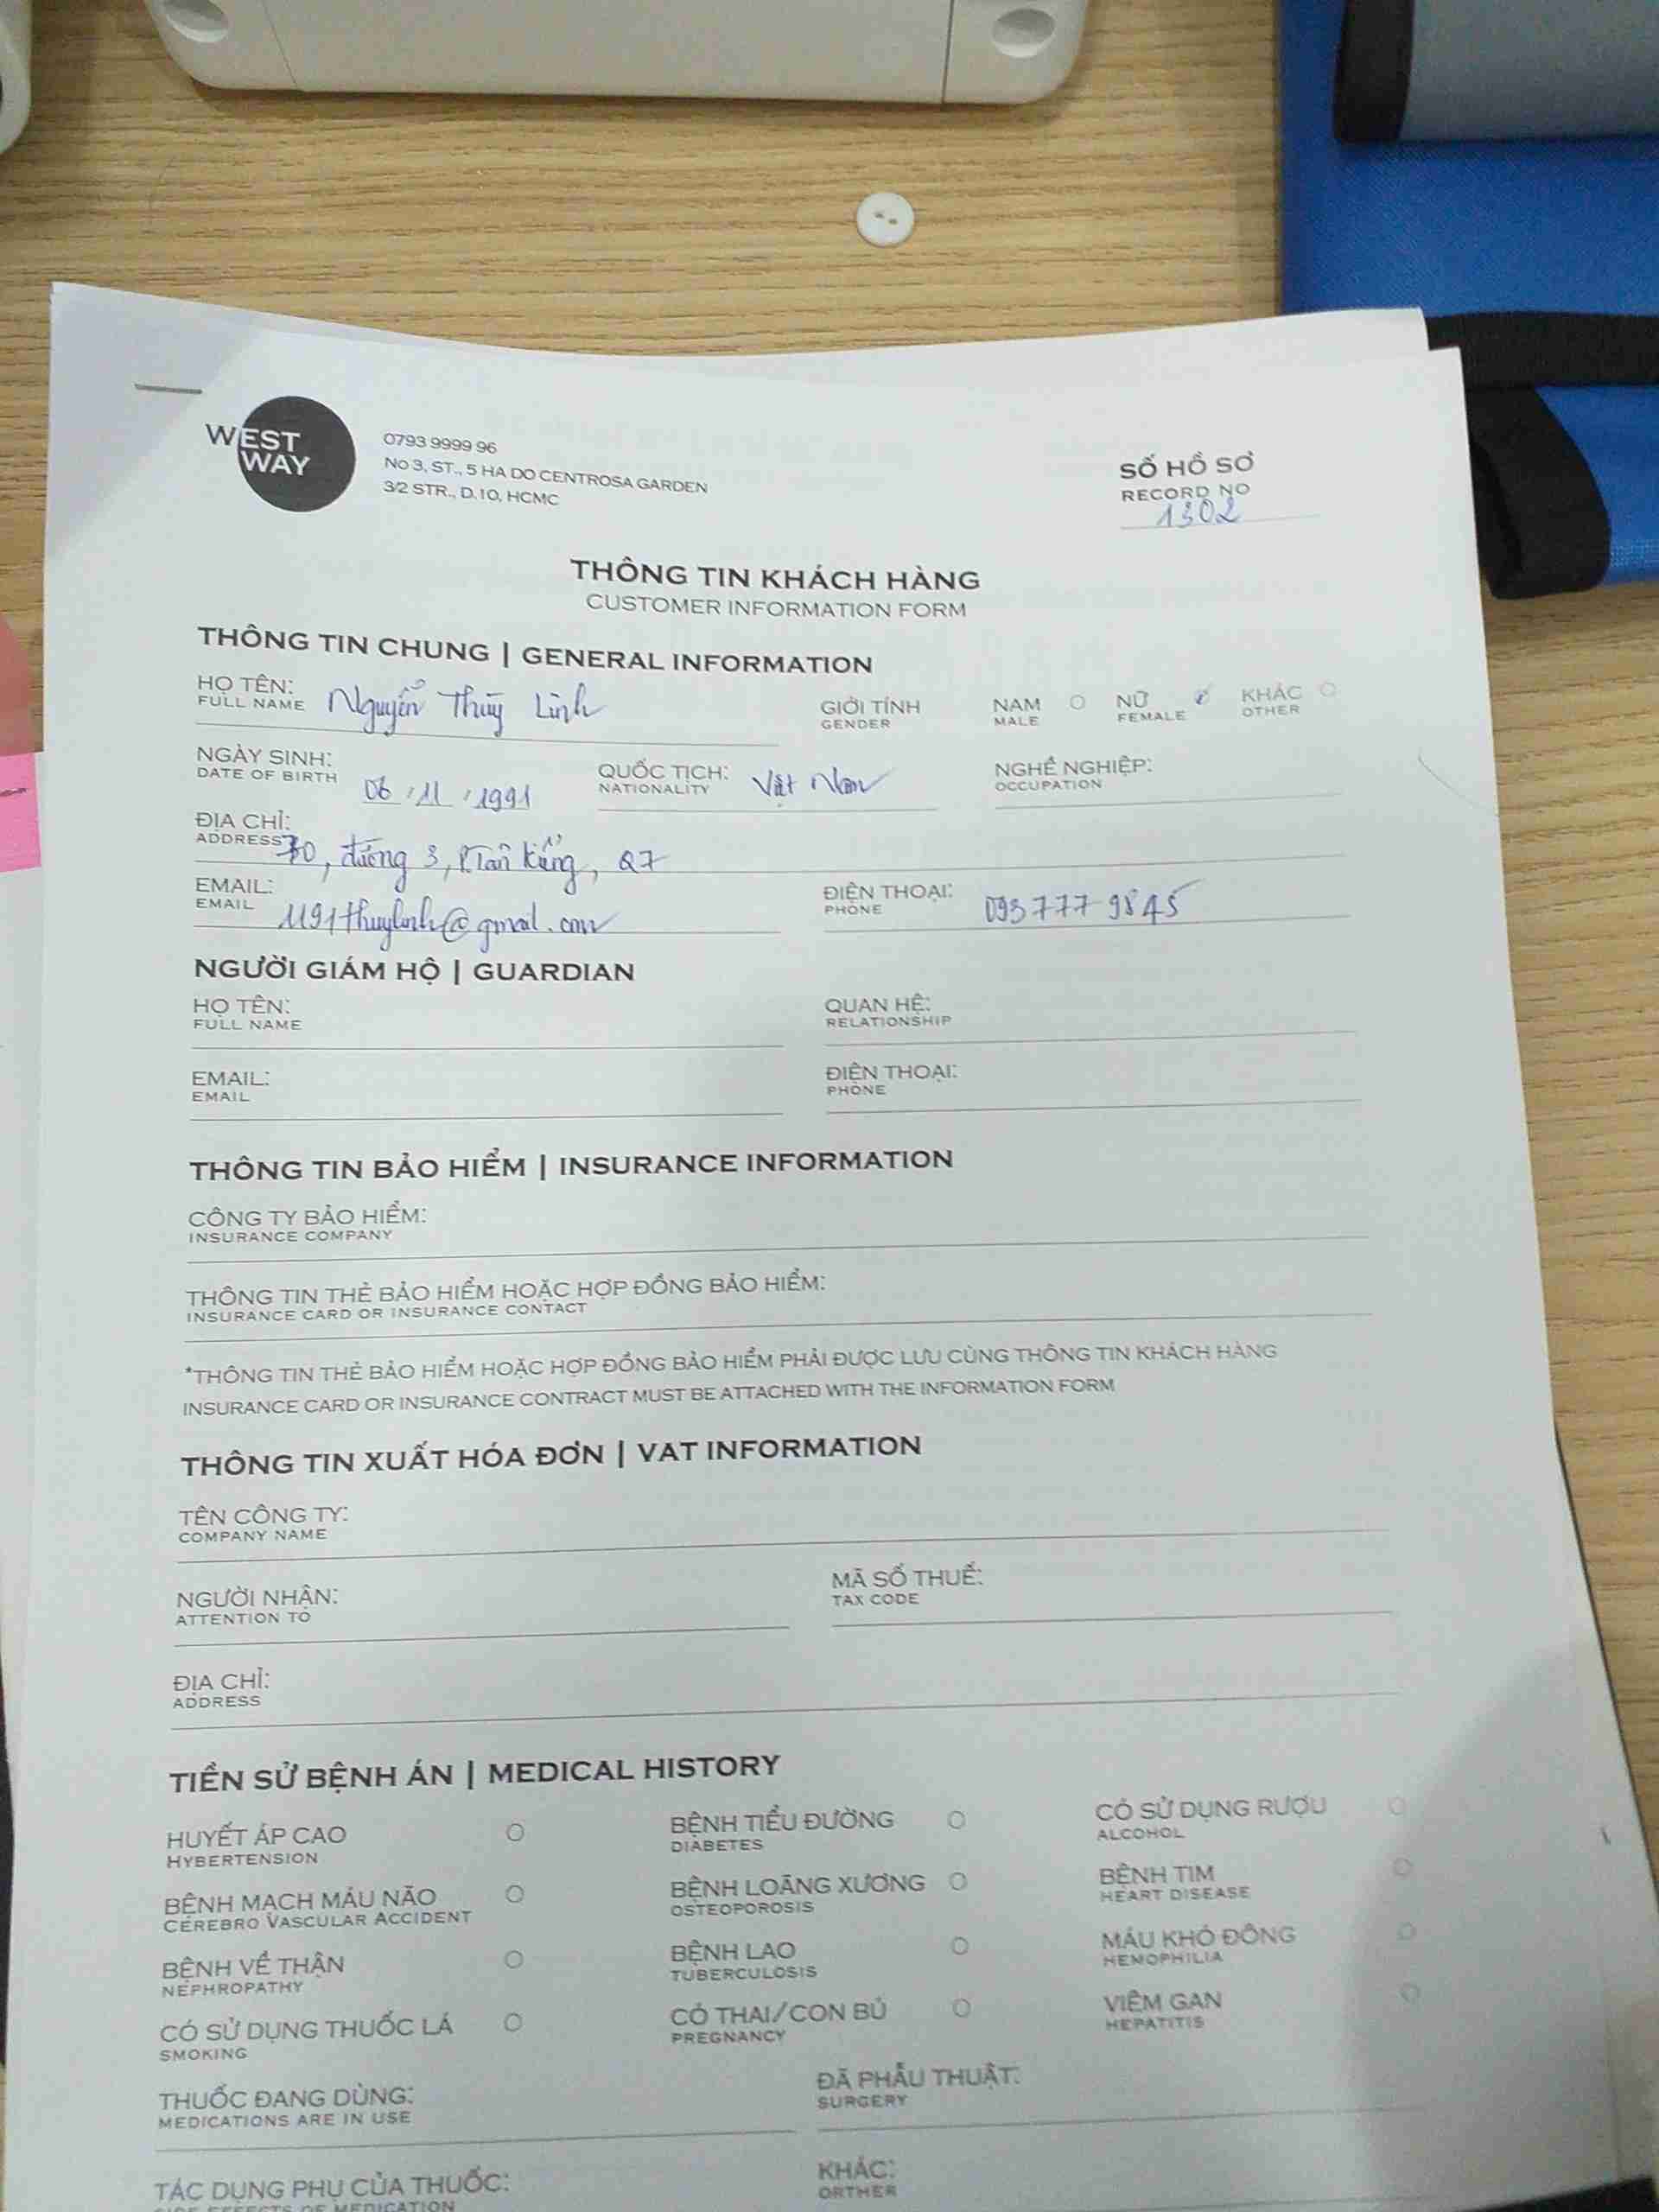 WEST WAY
0793 9999 96
NO 3, ST., 5 HA DO CENTROSA GARDEN
3/2 STR., D.10, HCMC
SỐ HỒ SƠ
RECORD NO
1302
THÔNG TIN KHÁCH HÀNG
CUSTOMER INFORMATION FORM
THÔNG TIN CHUNG | GENERAL INFORMATION
HỌ TÊN: Nguyễn Thùy Linh GIỚI TÍNH NAM NỮ KHÁC
FULL NAME GENDER MALE FEMALE OTHER
NGÀY SINH: 06 / 11 / 1991 QUỐC TỊCH: Việt Nam NGHỀ NGHIỆP:
DATE OF BIRTH NATIONALITY OCCUPATION
ĐỊA CHỈ:
ADDRESS 70, đường 3, P. Tân Kiểng, Q7
EMAIL: ĐIỆN THOẠI: 093 777 9845
EMAIL 1191thuylinh@gmail.com PHONE
NGƯỜI GIÁM HỘ | GUARDIAN
HỌ TÊN: QUAN HỆ:
FULL NAME RELATIONSHIP
EMAIL: ĐIỆN THOẠI:
EMAIL PHONE
THÔNG TIN BẢO HIỂM | INSURANCE INFORMATION
CÔNG TY BẢO HIỂM:
INSURANCE COMPANY
THÔNG TIN THẺ BẢO HIỂM HOẶC HỢP ĐỒNG BẢO HIỂM:
INSURANCE CARD OR INSURANCE CONTACT
*THÔNG TIN THẺ BẢO HIỂM HOẶC HỢP ĐỒNG BẢO HIỂM PHẢI ĐƯỢC LƯU CÙNG THÔNG TIN KHÁCH HÀNG
INSURANCE CARD OR INSURANCE CONTRACT MUST BE ATTACHED WITH THE INFORMATION FORM
THÔNG TIN XUẤT HÓA ĐƠN | VAT INFORMATION
TÊN CÔNG TY:
COMPANY NAME
NGƯỜI NHẬN: MÃ SỐ THUẾ:
ATTENTION TO TAX CODE
ĐỊA CHỈ:
ADDRESS
TIỀN SỬ BỆNH ÁN | MEDICAL HISTORY
HUYẾT ÁP CAO BỆNH TIỂU ĐƯỜNG CÓ SỬ DỤNG RƯỢU
HYBERTENSION DIABETES ALCOHOL
BỆNH MẠCH MÁU NÃO BỆNH LOÃNG XƯƠNG BỆNH TIM
CEREBRO VASCULAR ACCIDENT OSTEOPOROSIS HEART DISEASE
BỆNH VỀ THẬN BỆNH LAO MÁU KHÓ ĐÔNG
NEPHROPATHY TUBERCULOSIS HEMOPHILIA
CÓ SỬ DỤNG THUỐC LÁ CÓ THAI/CON BÚ VIÊM GAN
SMOKING PREGNANCY HEPATITIS
THUỐC ĐANG DÙNG: ĐÃ PHẪU THUẬT:
MEDICATIONS ARE IN USE SURGERY
TÁC DỤNG PHỤ CỦA THUỐC: KHÁC:
SIDE EFFECTS OF MEDICATION ORTHER